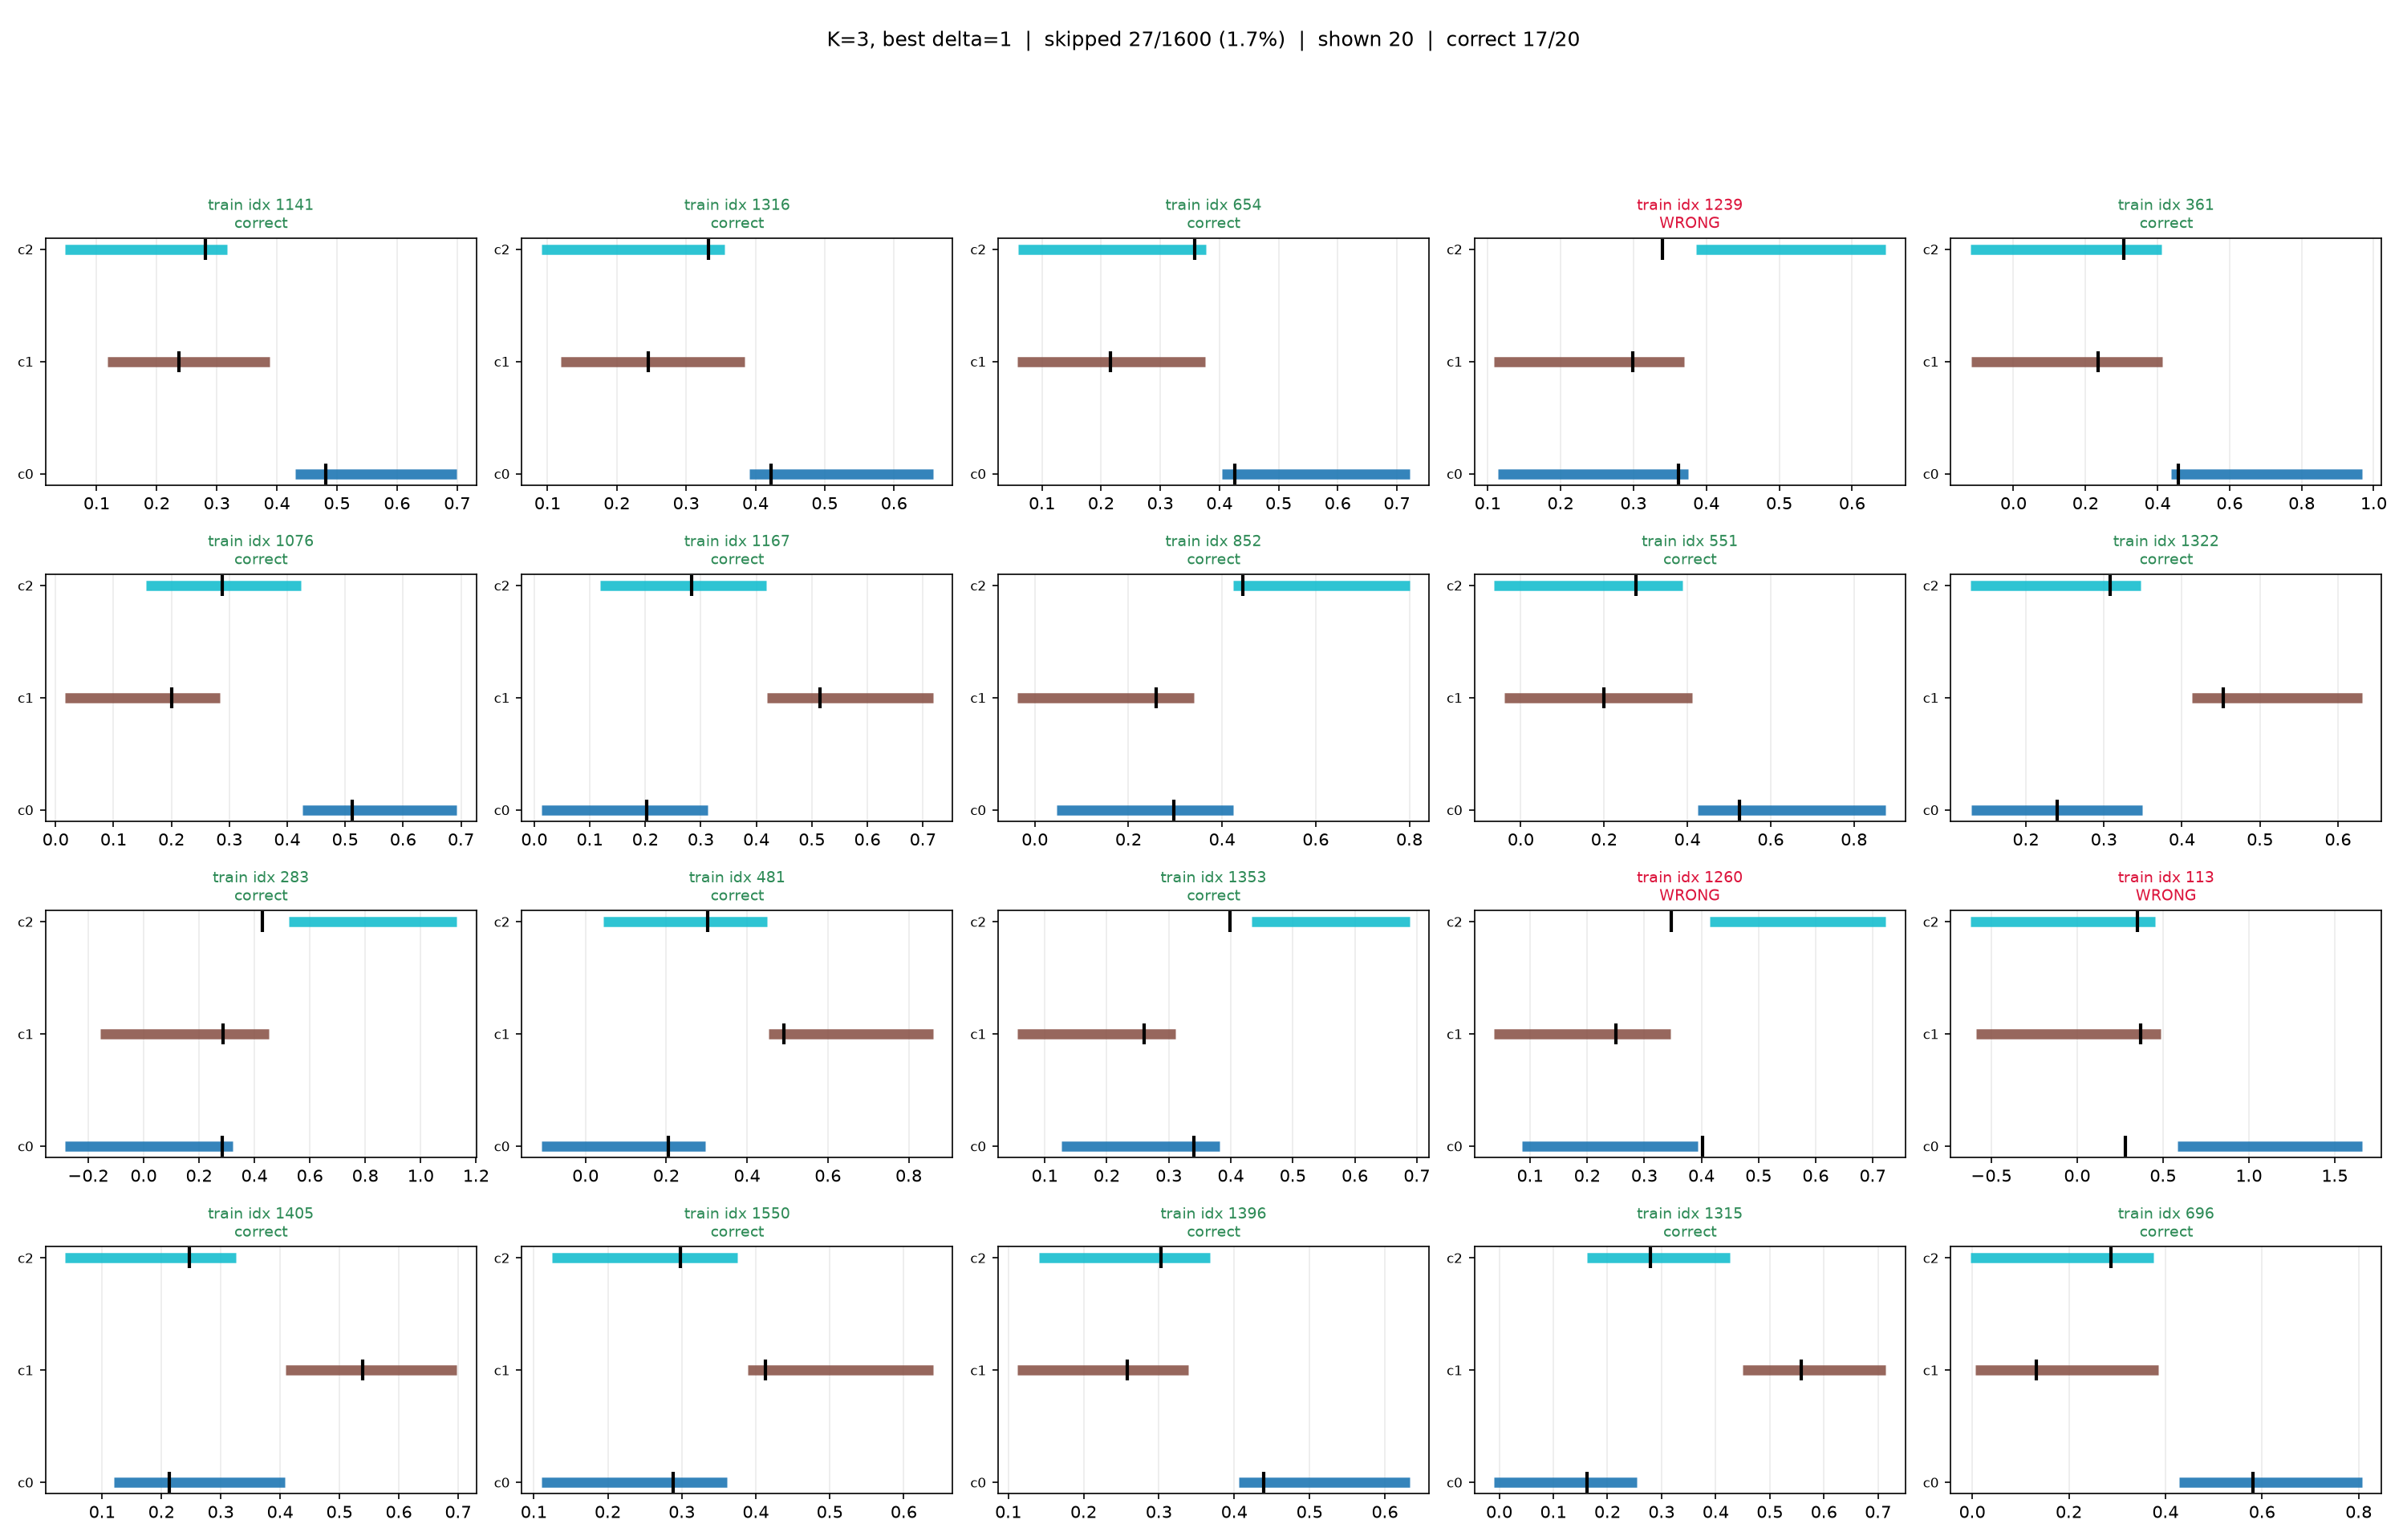 K=3, best delta=1 | skipped 27/1600 (1.7%) | shown 20 | correct 17/20
train idx 1141
correct
c2
c1
c0
0.1 0.2 0.3 0.4 0.5 0.6 0.7
train idx 1316
correct
c2
c1
c0
0.1 0.2 0.3 0.4 0.5 0.6
train idx 654
correct
0.1 0.2 0.3 0.4 0.5 0.6 0.7
train idx 1239
WRONG
c2
c1
c0
0.1 0.2 0.3 0.4 0.5 0.6
train idx 361
correct
c2
c1
c0
0.0 0.2 0.4 0.6 0.8 1.0
train idx 1076
correct
c2
c1
c0
0.0 0.1 0.2 0.3 0.4 0.5 0.6 0.7
train idx 1167
correct
c2
c1
c0
0.0 0.1 0.2 0.3 0.4 0.5 0.6 0.7
train idx 852
correct
c2
c1
c0
0.0 0.2 0.4 0.6 0.8
train idx 551
correct
c2
c1
c0
0.0 0.2 0.4 0.6 0.8
train idx 1322
correct
c2
c1
c0
0.2 0.3 0.4 0.5 0.6
train idx 283
correct
c2
c1
c0
−0.2 0.0 0.2 0.4 0.6 0.8 1.0 1.2
train idx 481
correct
c2
c1
c0
0.0 0.2 0.4 0.6 0.8
train idx 1353
correct
c2
c1
c0
0.1 0.2 0.3 0.4 0.5 0.6 0.7
train idx 1260
WRONG
c2
c1
c0
0.1 0.2 0.3 0.4 0.5 0.6 0.7
train idx 113
WRONG
c2
c1
c0
−0.5 0.0 0.5 1.0 1.5
train idx 1405
correct
c2
c1
c0
0.1 0.2 0.3 0.4 0.5 0.6 0.7
train idx 1550
correct
c2
c1
c0
0.1 0.2 0.3 0.4 0.5 0.6
train idx 1396
correct
c2
c1
c0
0.1 0.2 0.3 0.4 0.5 0.6
train idx 1315
correct
c2
c1
c0
0.0 0.1 0.2 0.3 0.4 0.5 0.6 0.7
train idx 696
correct
c2
c1
c0
0.0 0.2 0.4 0.6 0.8